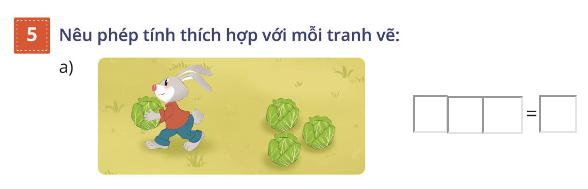 5 Nêu phép tính thích hợp với mỗi tranh vẽ:
a)
=